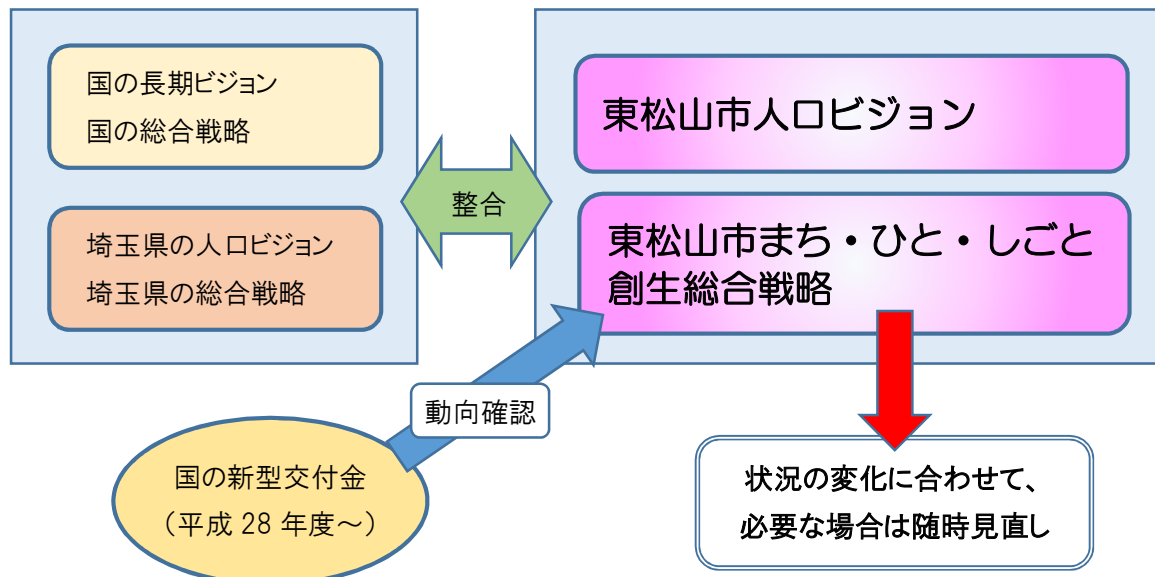 国の長期ビジョン
国の総合戦略
埼玉県の人口ビジョン
埼玉県の総合戦略
整合
東松山市人口ビジョン
東松山市まち・ひと・しごと
創生総合戦略
動向確認
国の新型交付金
（平成 28 年度～）
状況の変化に合わせて、
必要な場合は随時見直し